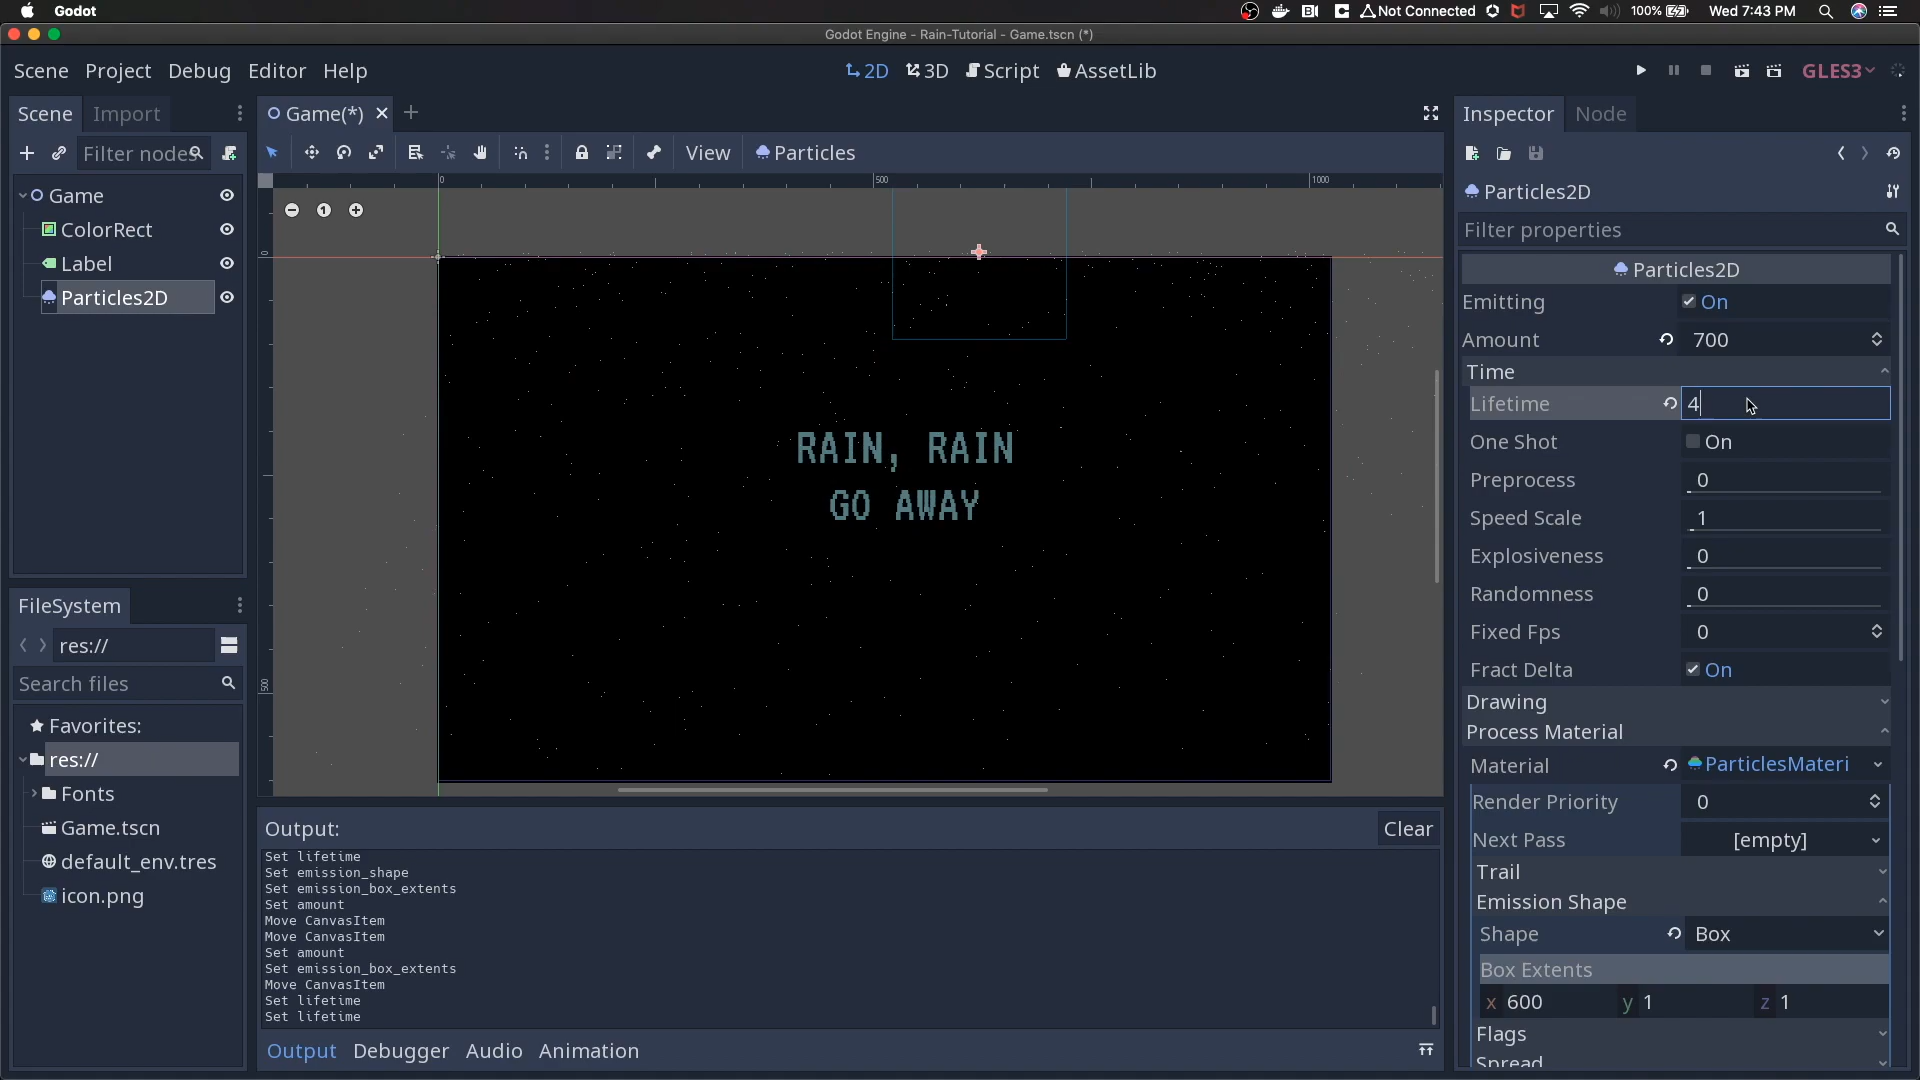 Godot
Not Connected
100%
Wed 7:43 PM
Godot Engine - Rain-Tutorial - Game.tscn (*)
Scene Project Debug Editor Help
2D 3D Script AssetLib
GLES3
Scene Import
Game(*)
Inspector Node
Filter nodes
View
Particles
Game
ColorRect
Label
Particles2D
0 500 1000
0
500
RAIN, RAIN
GO AWAY
Particles2D
Filter properties
Particles2D
Emitting On
Amount 700
Time
Lifetime 4
One Shot On
Preprocess 0
Speed Scale 1
Explosiveness 0
Randomness 0
Fixed Fps 0
Fract Delta On
Drawing
Process Material
Material ParticlesMateri
Render Priority 0
Next Pass [empty]
Trail
Emission Shape
Shape Box
Box Extents
x 600 y 1 z 1
Flags
Spread
FileSystem
res://
Search files
Favorites:
res://
Fonts
Game.tscn
default_env.tres
icon.png
Output:
Clear
Set lifetime
Set emission_shape
Set emission_box_extents
Set amount
Move CanvasItem
Move CanvasItem
Set amount
Set emission_box_extents
Move CanvasItem
Set lifetime
Set lifetime
Output Debugger Audio Animation